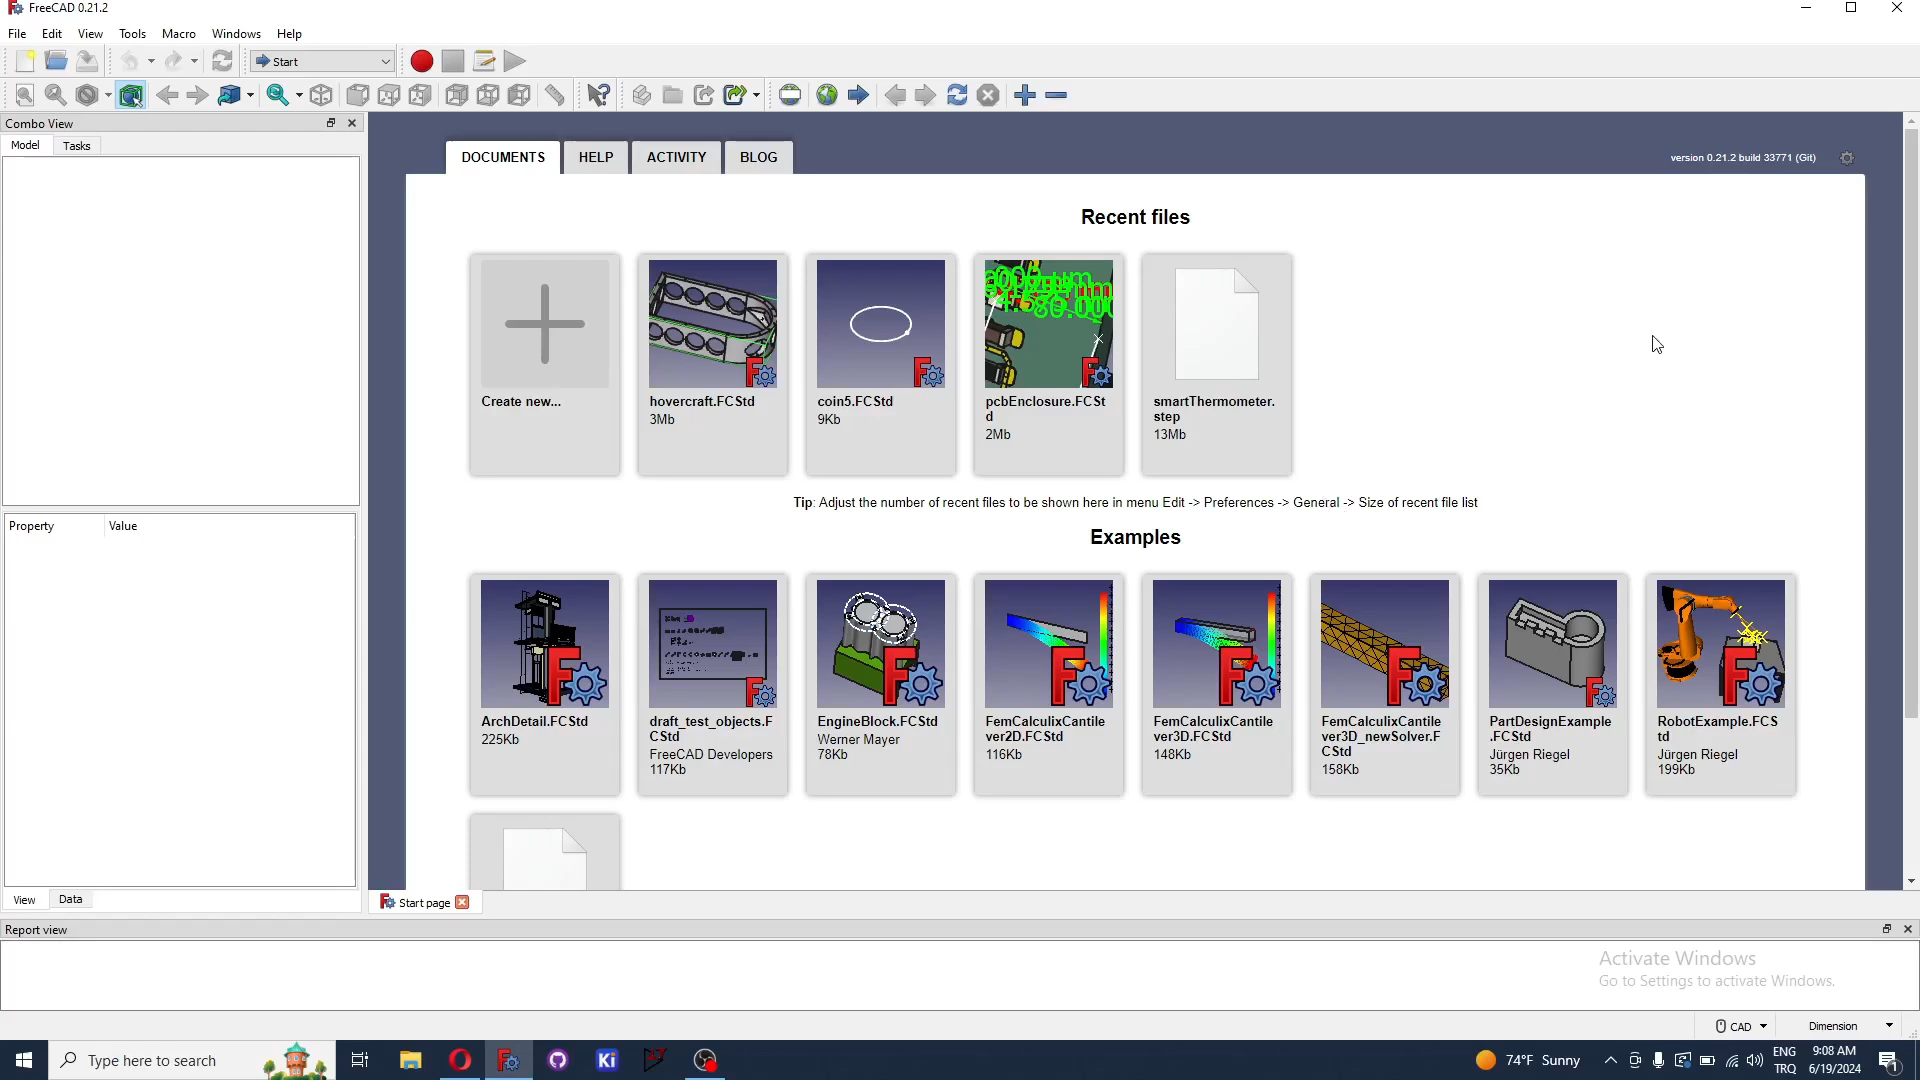 FreeCAD 0.21.2
File Edit View Tools Macro Windows Help
Start
Combo View
Model Tasks
DOCUMENTS HELP ACTIVITY BLOG
version 0.21.2 build 33771 (Git)
Recent files
Create new...
hovercraft.FCStd
3Mb
coin5.FCStd
9Kb
pcbEnclosure.FCSt
d
2Mb
smartThermometer.
step
13Mb
Tip: Adjust the number of recent files to be shown here in menu Edit -> Preferences -> General -> Size of recent file list
Property Value
Examples
ArchDetail.FCStd
225Kb
draft_test_objects.F
CStd
FreeCAD Developers
117Kb
EngineBlock.FCStd
Werner Mayer
78Kb
FemCalculixCantile
ver2D.FCStd
116Kb
FemCalculixCantile
ver3D.FCStd
148Kb
FemCalculixCantile
ver3D_newSolver.F
CStd
158Kb
PartDesignExample
.FCStd
Jürgen Riegel
35Kb
RobotExample.FCS
td
Jürgen Riegel
199Kb
View Data
Start page
Report view
Activate Windows
Go to Settings to activate Windows.
CAD Dimension
Type here to search
Ki
74°F Sunny
ENG
TRQ
9:08 AM
6/19/2024
1